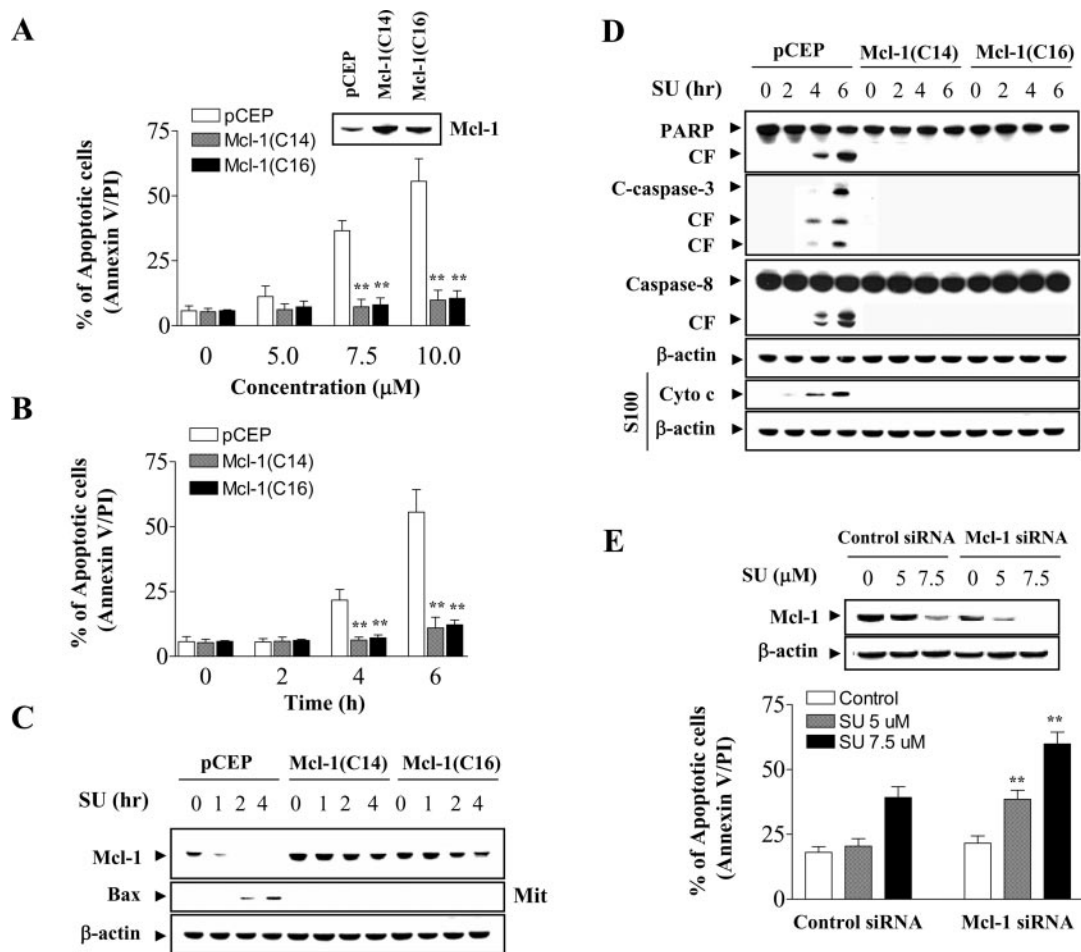 A
pCEP
Mcl-1(C14)
Mcl-1(C16)
Mcl-1
pCEP
Mcl-1(C14)
Mcl-1(C16)
% of Apoptotic cells
(Annexin V/PI)
75
50
25
0
** **
** **
0 5.0 7.5 10.0
Concentration (μM)
B
pCEP
Mcl-1(C14)
Mcl-1(C16)
% of Apoptotic cells
(Annexin V/PI)
75
50
25
0
** **
** **
0 2 4 6
Time (h)
C
pCEP Mcl-1(C14) Mcl-1(C16)
SU (hr) 0 1 2 4 0 1 2 4 0 1 2 4
Mcl-1
Bax Mit
β-actin
D
pCEP Mcl-1(C14) Mcl-1(C16)
SU (hr) 0 2 4 6 0 2 4 6 0 2 4 6
PARP
CF
C-caspase-3
CF
CF
Caspase-8
CF
β-actin
S100
Cyto c
β-actin
E
Control siRNA Mcl-1 siRNA
SU (μM) 0 5 7.5 0 5 7.5
Mcl-1
β-actin
Control
SU 5 uM
SU 7.5 uM
% of Apoptotic cells
(Annexin V/PI)
75
50
25
0
**
**
Control siRNA Mcl-1 siRNA